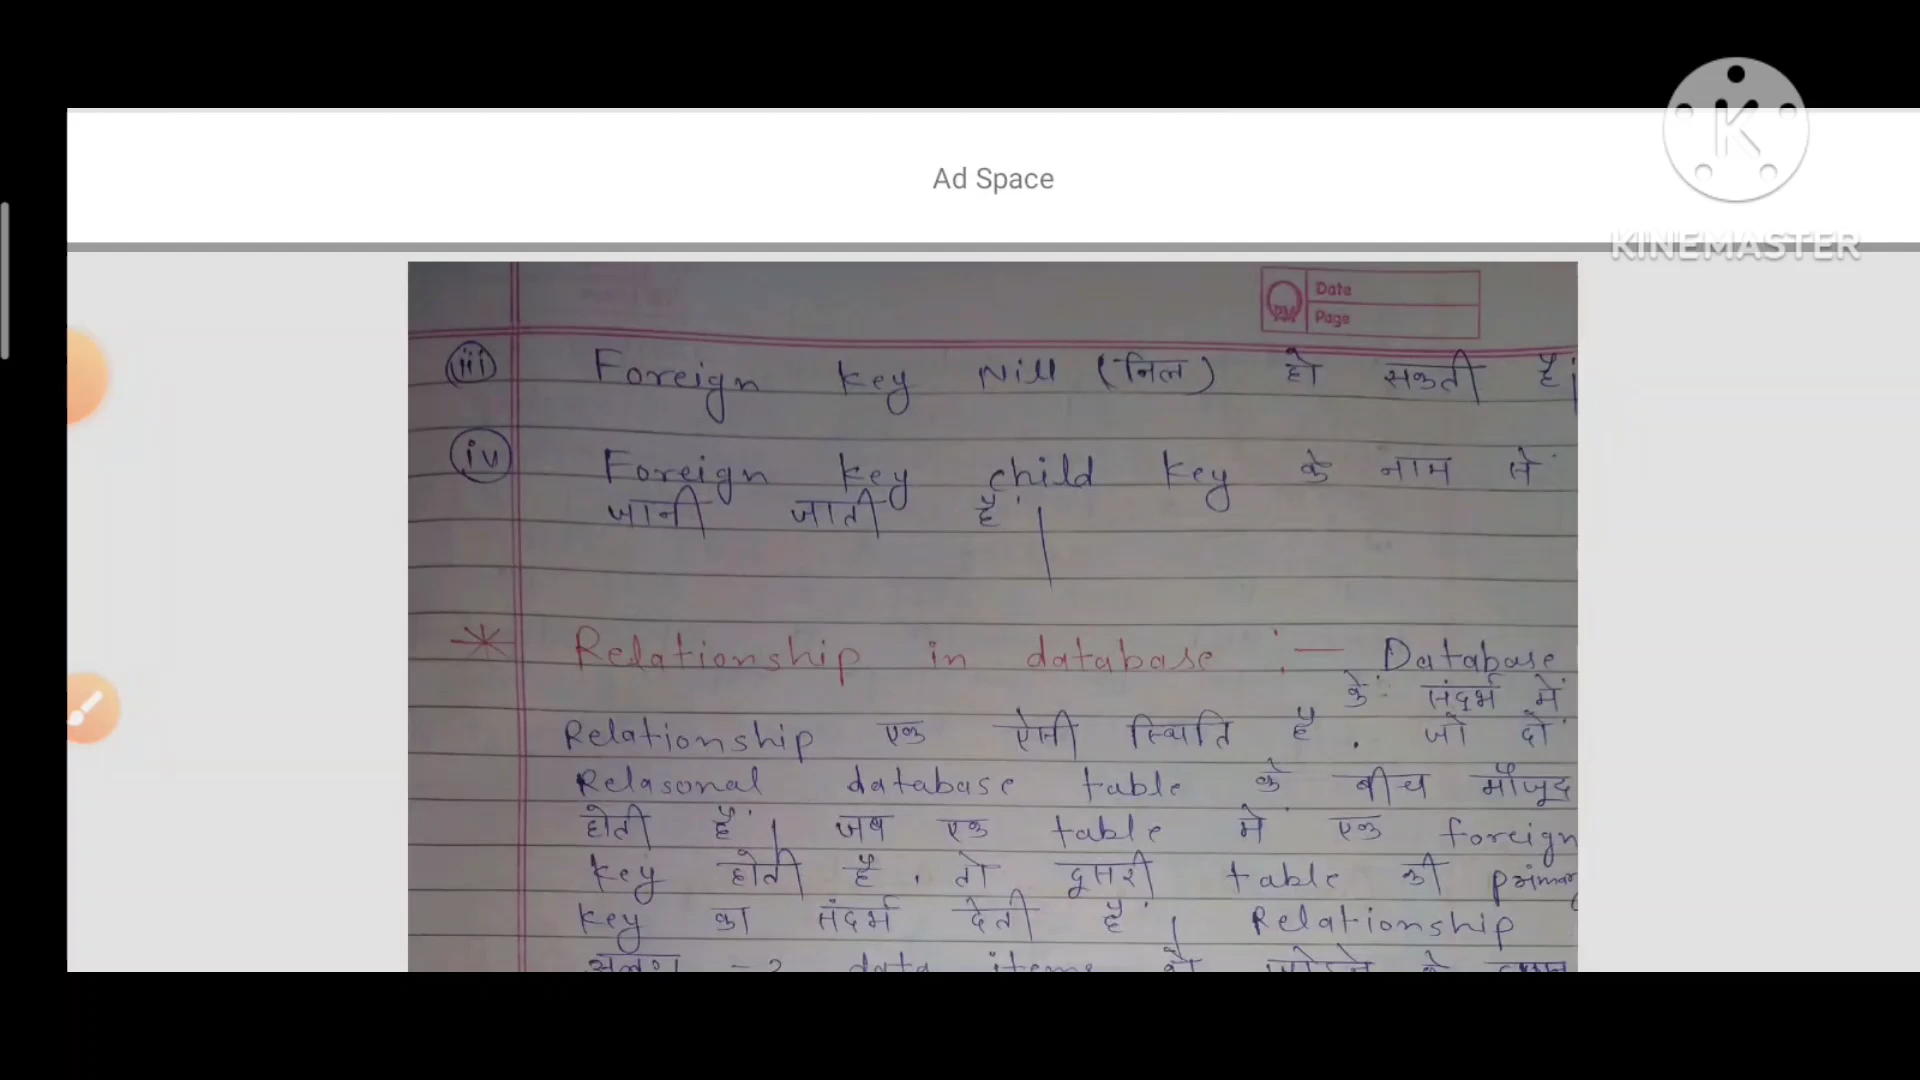 Ad Space
KINEMASTER
Date
Page
iii Foreign key Nill (निल) हो सकती है।
iv Foreign key child key के नाम से
जानी जाती है।
* Relationship in database :- Database
के संदर्भ में
Relationship एक ऐसी स्थिति है. जो दो
Relasonal database table के बीच मौजूद
होती है। जब एक table मे एक foreign
key होती है. तो दूसरी table की primary
key का संदर्भ देती है। Relationship
data items को जोड़ने के